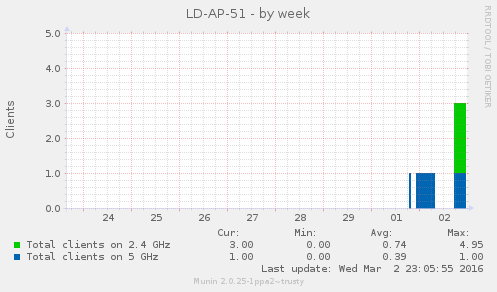 LD-AP-51 - by week
RRDTOOL / TOBI OETIKER
Clients
5.0
4.0
3.0
2.0
1.0
0.0
24 25 26 27 28 29 01 02
Cur: Min: Avg: Max:
Total clients on 2.4 GHz 3.00 0.00 0.74 4.95
Total clients on 5 GHz 1.00 0.00 0.39 1.00
Last update: Wed Mar 2 23:05:55 2016
Munin 2.0.25-1ppa2~trusty